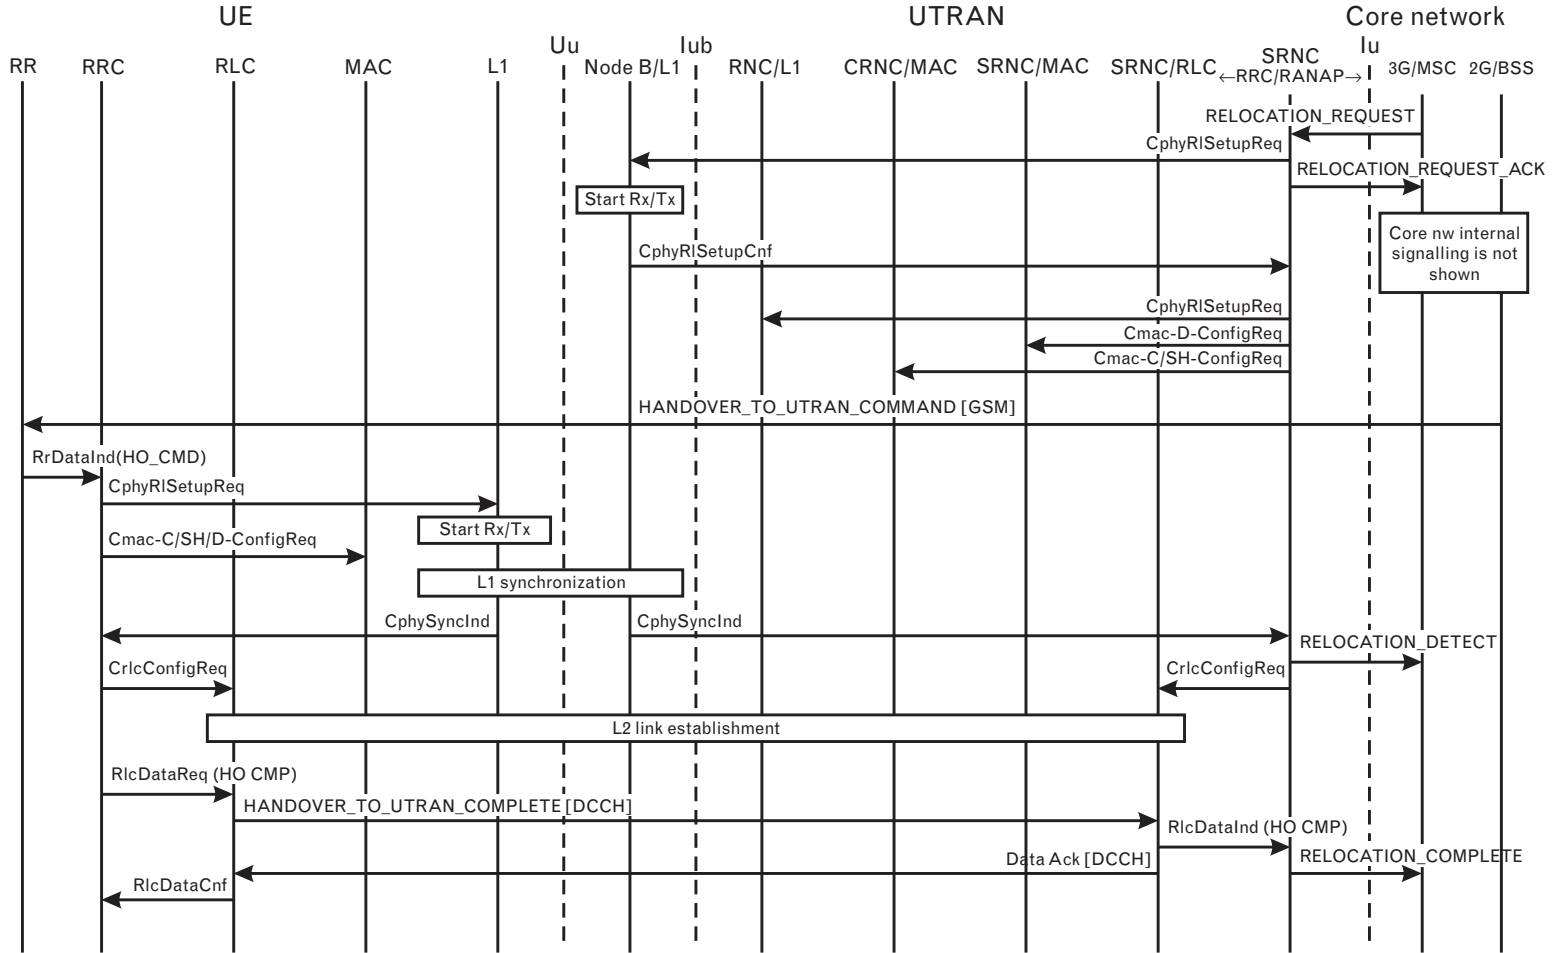 UE
UTRAN
Core network
Uu
Iub
Iu
RR
RRC
RLC
MAC
L1
Node B/L1
RNC/L1
CRNC/MAC
SRNC/MAC
SRNC/RLC
SRNC
←RRC/RANAP→
3G/MSC
2G/BSS
RELOCATION_REQUEST
CphyRlSetupReq
RELOCATION_REQUEST_ACK
Start Rx/Tx
Core nw internal
signalling is not
shown
CphyRlSetupCnf
CphyRlSetupReq
Cmac-D-ConfigReq
Cmac-C/SH-ConfigReq
HANDOVER_TO_UTRAN_COMMAND [GSM]
RrDataInd(HO_CMD)
CphyRlSetupReq
Start Rx/Tx
Cmac-C/SH/D-ConfigReq
L1 synchronization
CphySyncInd
CphySyncInd
RELOCATION_DETECT
CrlcConfigReq
CrlcConfigReq
L2 link establishment
RlcDataReq (HO CMP)
HANDOVER_TO_UTRAN_COMPLETE [DCCH]
RlcDataInd (HO CMP)
Data Ack [DCCH]
RELOCATION_COMPLETE
RlcDataCnf